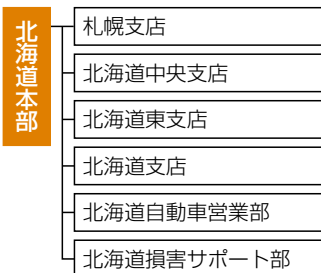 北海道本部
札幌支店
北海道中央支店
北海道東支店
北海道支店
北海道自動車営業部
北海道損害サポート部